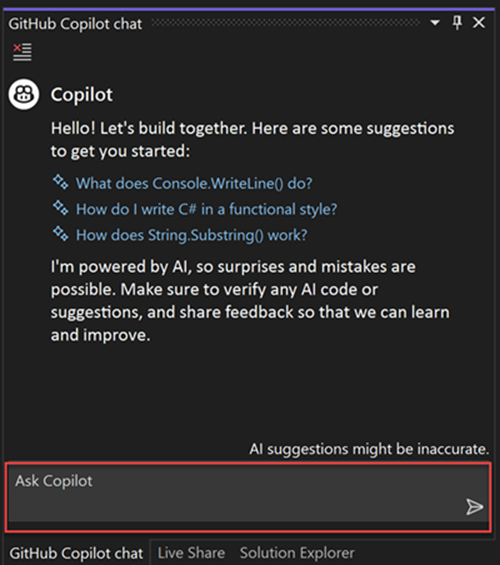 GitHub Copilot chat
Copilot
Hello! Let's build together. Here are some suggestions
to get you started:
What does Console.WriteLine() do?
How do I write C# in a functional style?
How does String.Substring() work?
I'm powered by AI, so surprises and mistakes are
possible. Make sure to verify any AI code or
suggestions, and share feedback so that we can learn
and improve.
AI suggestions might be inaccurate.
Ask Copilot
GitHub Copilot chat Live Share Solution Explorer